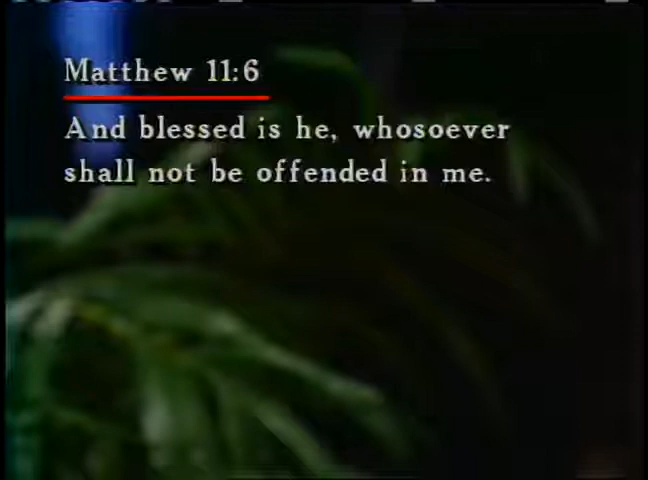 Matthew 11:6
And blessed is he, whosoever
shall not be offended in me.